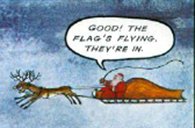 GOOD! THE
FLAG'S FLYING.
THEY'RE IN.